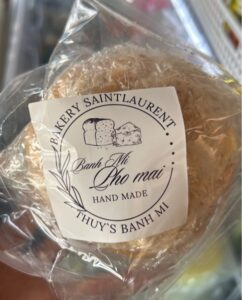 BAKERY SAINTLAURENT
Banh Mi
Pho mai
HAND MADE
THUY'S BANH MI